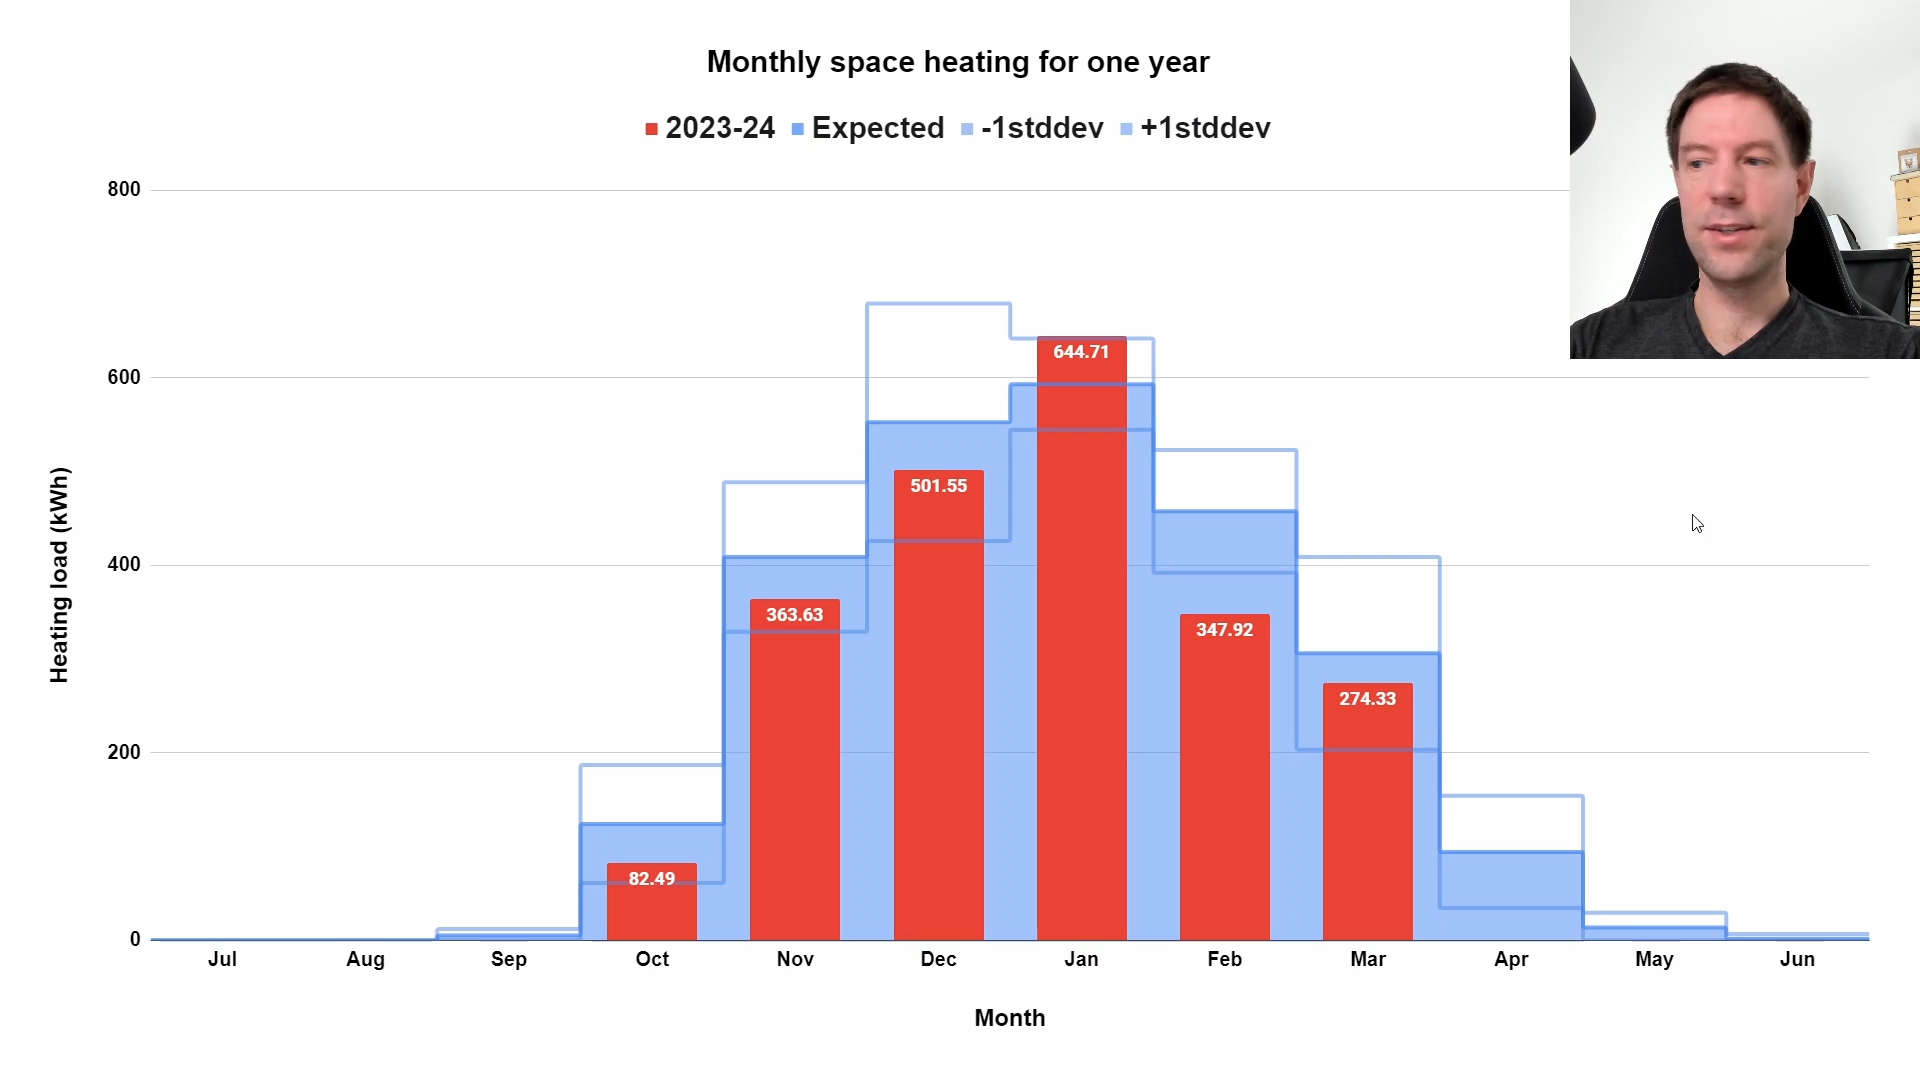 Monthly space heating for one year
2023-24 Expected -1stddev +1stddev
800
600
400
200
0
Heating load (kWh)
82.49
363.63
501.55
644.71
347.92
274.33
Jul Aug Sep Oct Nov Dec Jan Feb Mar Apr May Jun
Month